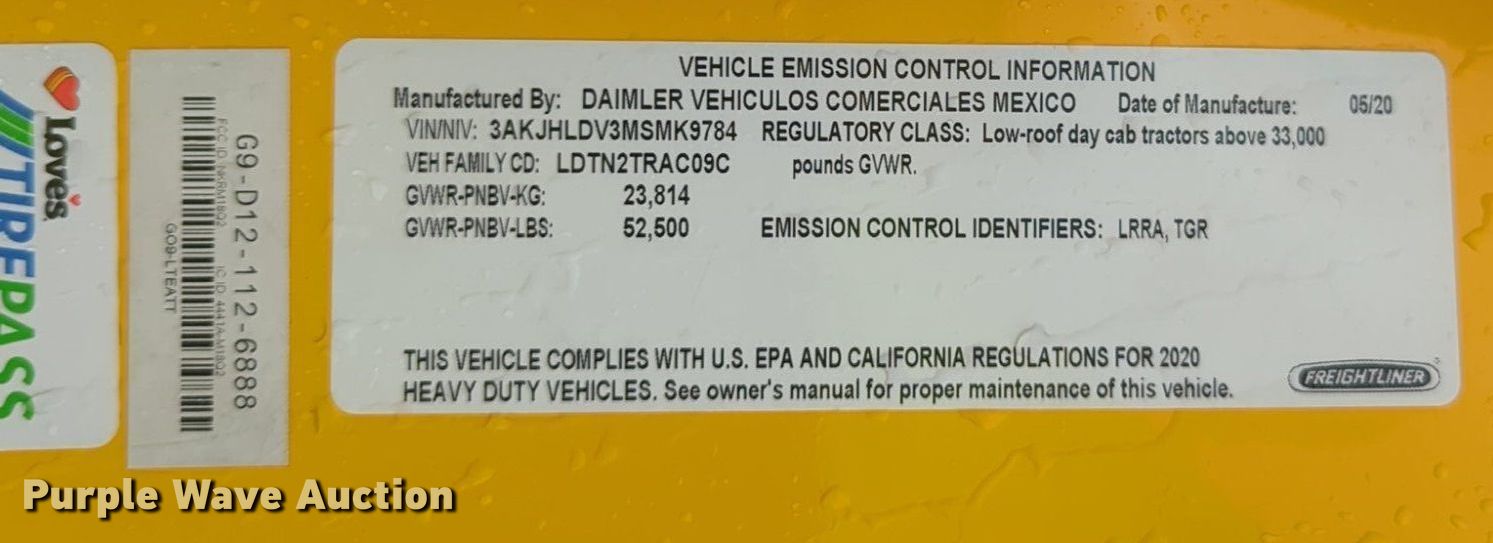 Love's
TIREPASS
G9-D12-112-6888
GO9-LTEATT
VEHICLE EMISSION CONTROL INFORMATION
Manufactured By: DAIMLER VEHICULOS COMERCIALES MEXICO Date of Manufacture: 05/20
VIN/NIV: 3AKJHLDV3MSMK9784 REGULATORY CLASS: Low-roof day cab tractors above 33,000
VEH FAMILY CD: LDTN2TRAC09C pounds GVWR.
GVWR-PNBV-KG: 23,814
GVWR-PNBV-LBS: 52,500 EMISSION CONTROL IDENTIFIERS: LRRA, TGR
THIS VEHICLE COMPLIES WITH U.S. EPA AND CALIFORNIA REGULATIONS FOR 2020
HEAVY DUTY VEHICLES. See owner's manual for proper maintenance of this vehicle.
FREIGHTLINER
Purple Wave Auction